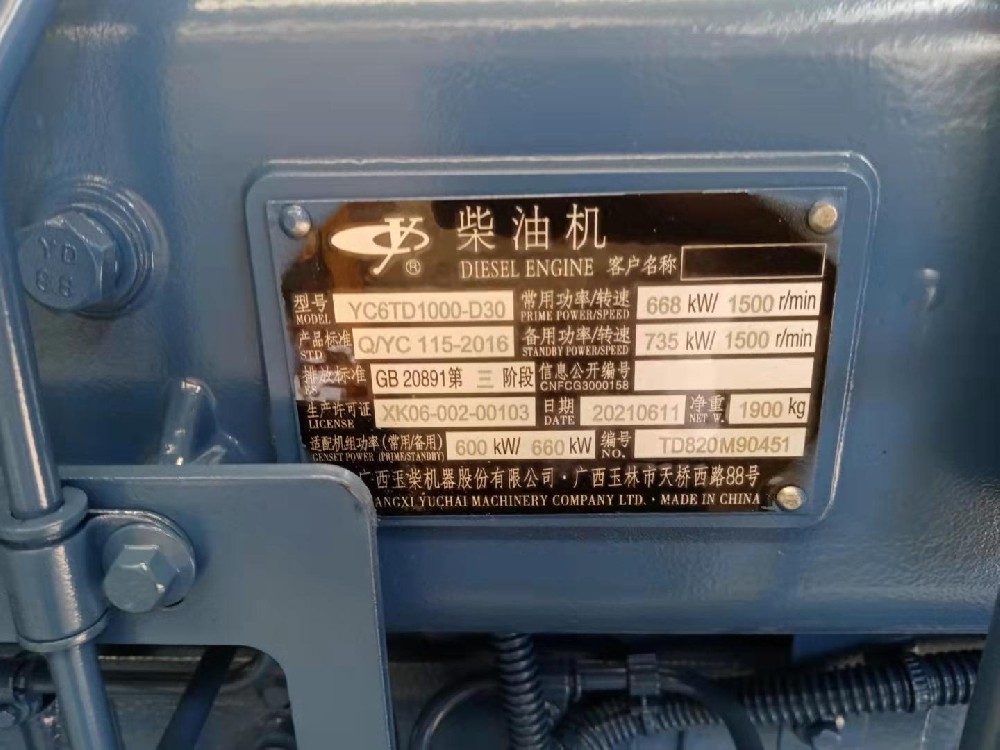 柴油机
DIESEL ENGINE 客户名称
型号 MODEL YC6TD1000-D30 常用功率/转速 PRIME POWER/SPEED 668 kW/ 1500 r/min
产品标准 STD Q/YC 115-2016 备用功率/转速 STANDBY POWER/SPEED 735 kW/ 1500 r/min
排放标准 GB 20891第 三 阶段 信息公开编号 CNFCG3000158
生产许可证 LICENSE XK06-002-00103 日期 DATE 20210611 净重 NET W. 1900 kg
适配机组功率(常用/备用) GENSET POWER (PRIME/STANDBY) 600 kW/ 660 kW 编号 NO. TD820M90451
广西玉柴机器股份有限公司·广西玉林市天桥西路88号
ANGXI YUCHAI MACHINERY COMPANY LTD. · MADE IN CHINA
YD
8.8